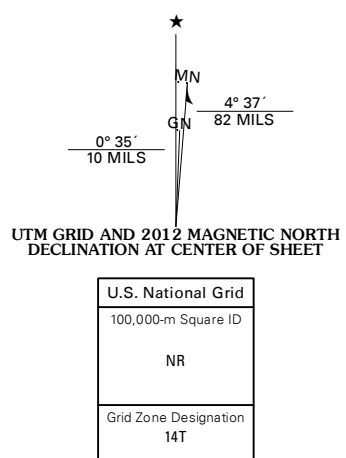 ★
MN
GN
4° 37´
82 MILS
0° 35´
10 MILS
UTM GRID AND 2012 MAGNETIC NORTH
DECLINATION AT CENTER OF SHEET
U.S. National Grid
100,000-m Square ID
NR
Grid Zone Designation
14T